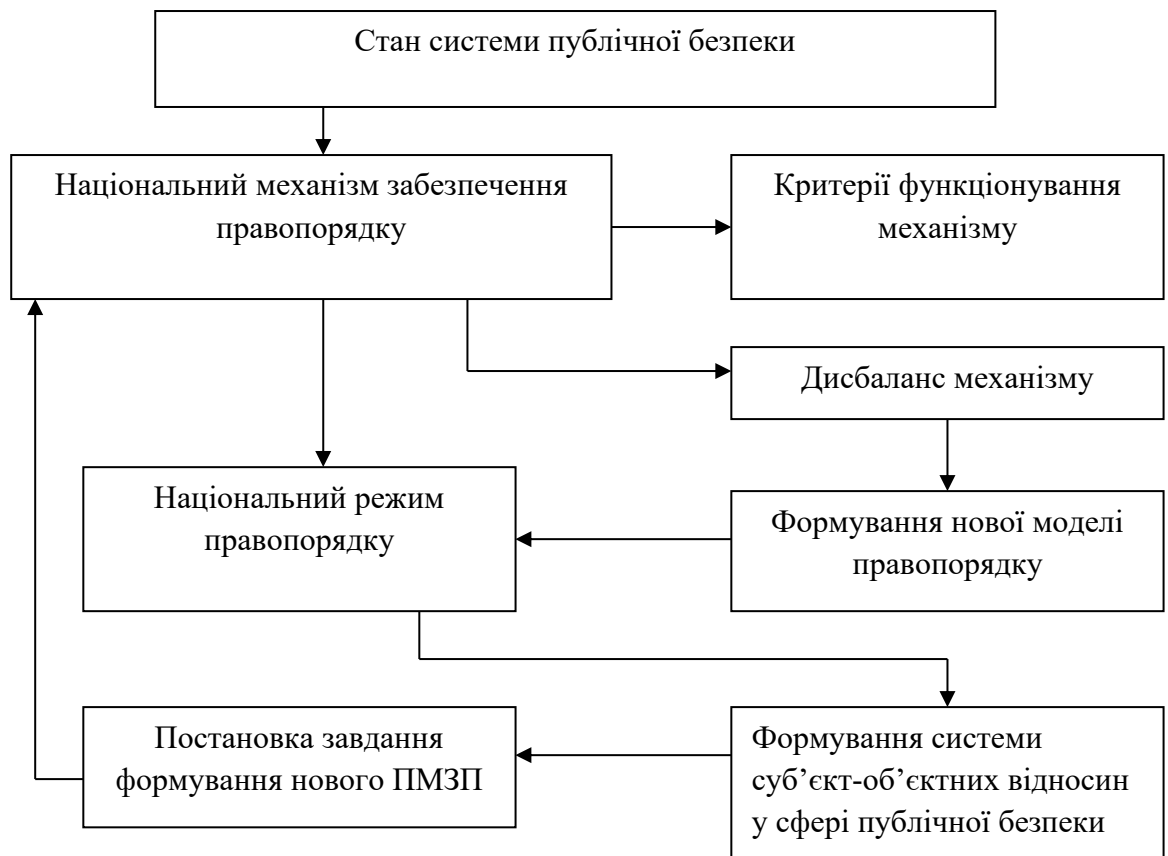 Стан системи публічної безпеки
Національний механізм забезпечення
правопорядку
Критерії функціонування
механізму
Дисбаланс механізму
Національний режим
правопорядку
Формування нової моделі
правопорядку
Постановка завдання
формування нового ПМЗП
Формування системи
суб’єкт-об’єктних відносин
у сфері публічної безпеки